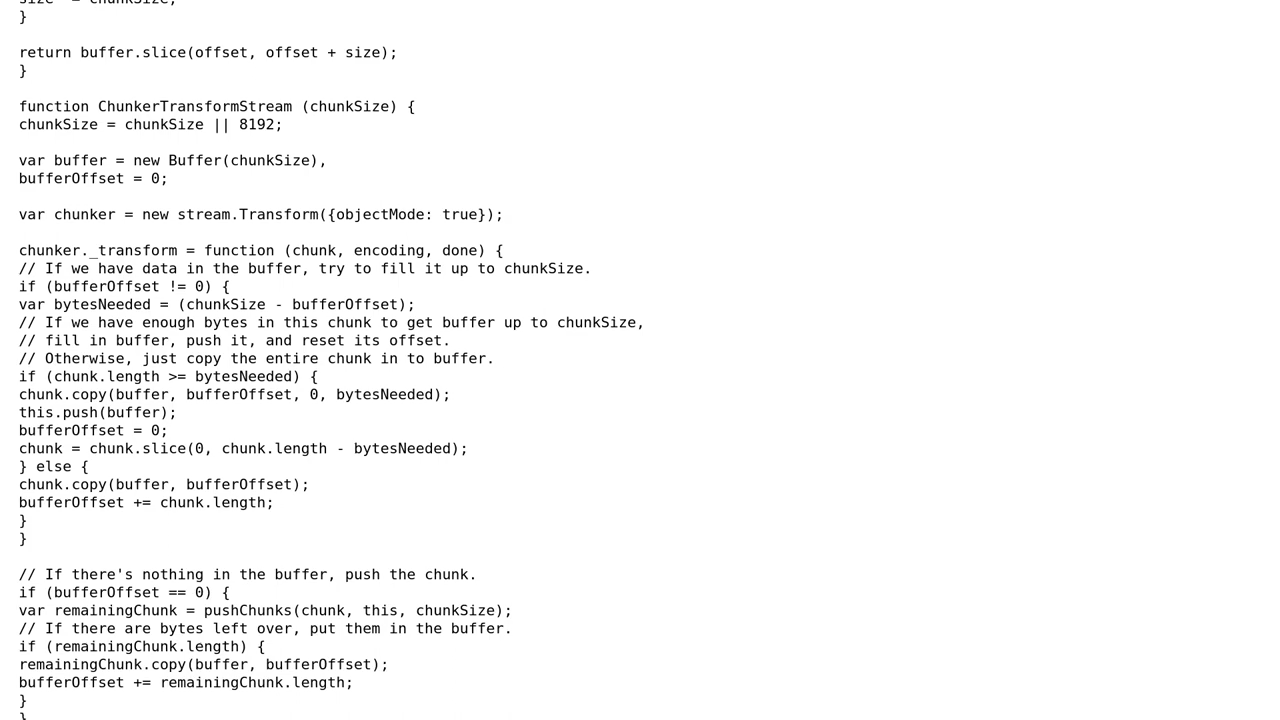 size -= chunkSize;
}

return buffer.slice(offset, offset + size);
}

function ChunkerTransformStream (chunkSize) {
chunkSize = chunkSize || 8192;

var buffer = new Buffer(chunkSize),
bufferOffset = 0;

var chunker = new stream.Transform({objectMode: true});

chunker._transform = function (chunk, encoding, done) {
// If we have data in the buffer, try to fill it up to chunkSize.
if (bufferOffset != 0) {
var bytesNeeded = (chunkSize - bufferOffset);
// If we have enough bytes in this chunk to get buffer up to chunkSize,
// fill in buffer, push it, and reset its offset.
// Otherwise, just copy the entire chunk in to buffer.
if (chunk.length >= bytesNeeded) {
chunk.copy(buffer, bufferOffset, 0, bytesNeeded);
this.push(buffer);
bufferOffset = 0;
chunk = chunk.slice(0, chunk.length - bytesNeeded);
} else {
chunk.copy(buffer, bufferOffset);
bufferOffset += chunk.length;
}
}

// If there's nothing in the buffer, push the chunk.
if (bufferOffset == 0) {
var remainingChunk = pushChunks(chunk, this, chunkSize);
// If there are bytes left over, put them in the buffer.
if (remainingChunk.length) {
remainingChunk.copy(buffer, bufferOffset);
bufferOffset += remainingChunk.length;
}
}